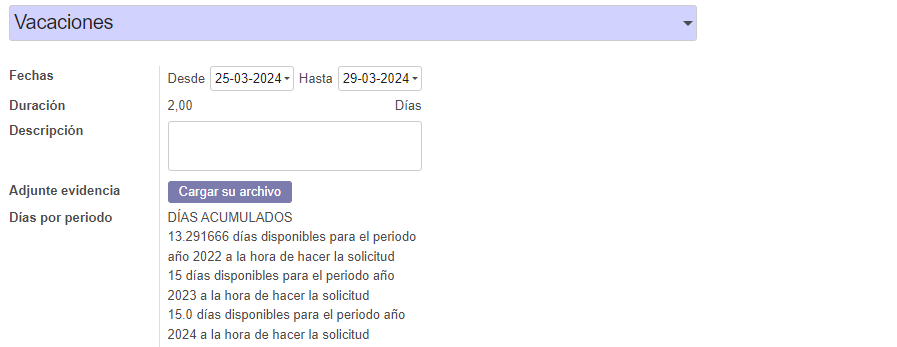 Vacaciones
Fechas Desde 25-03-2024 Hasta 29-03-2024
Duración 2,00 Días
Descripción
Adjunte evidencia Cargar su archivo
Días por periodo DÍAS ACUMULADOS
13.291666 días disponibles para el periodo
año 2022 a la hora de hacer la solicitud
15 días disponibles para el periodo año
2023 a la hora de hacer la solicitud
15.0 días disponibles para el periodo año
2024 a la hora de hacer la solicitud